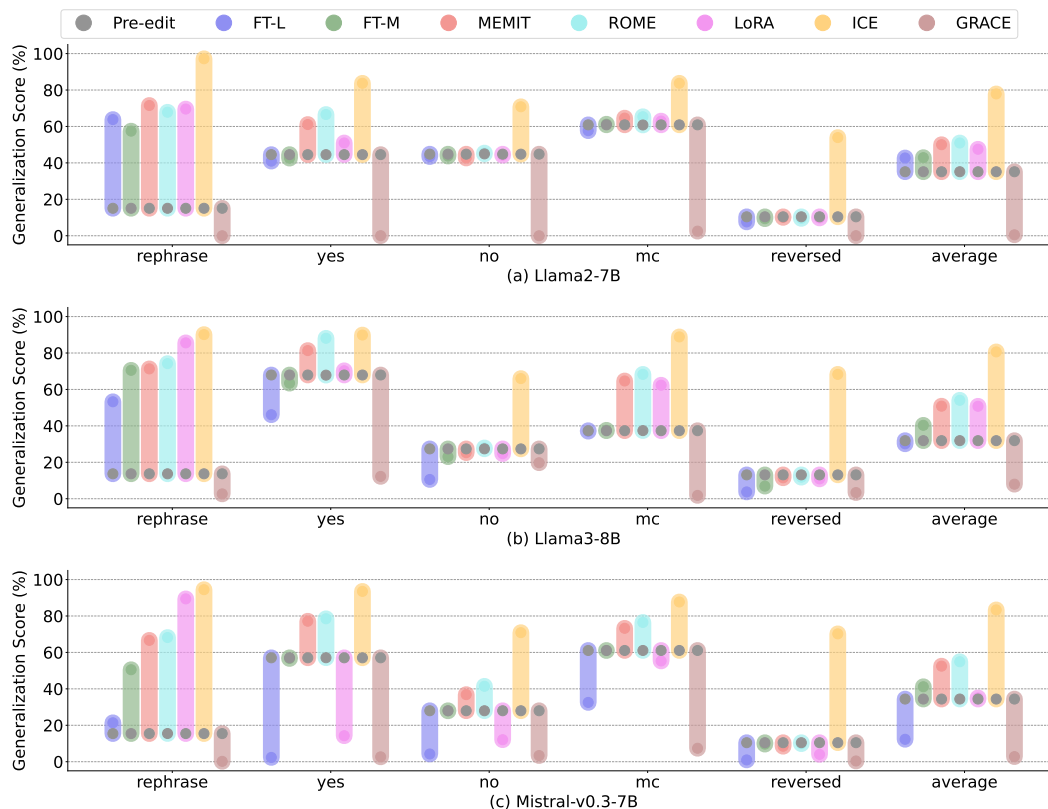 Pre-edit FT-L FT-M MEMIT ROME LoRA ICE GRACE
Generalization Score (%)
100
80
60
40
20
0
rephrase yes no mc reversed average
(a) Llama2-7B
Generalization Score (%)
100
80
60
40
20
0
rephrase yes no mc reversed average
(b) Llama3-8B
Generalization Score (%)
100
80
60
40
20
0
rephrase yes no mc reversed average
(c) Mistral-v0.3-7B